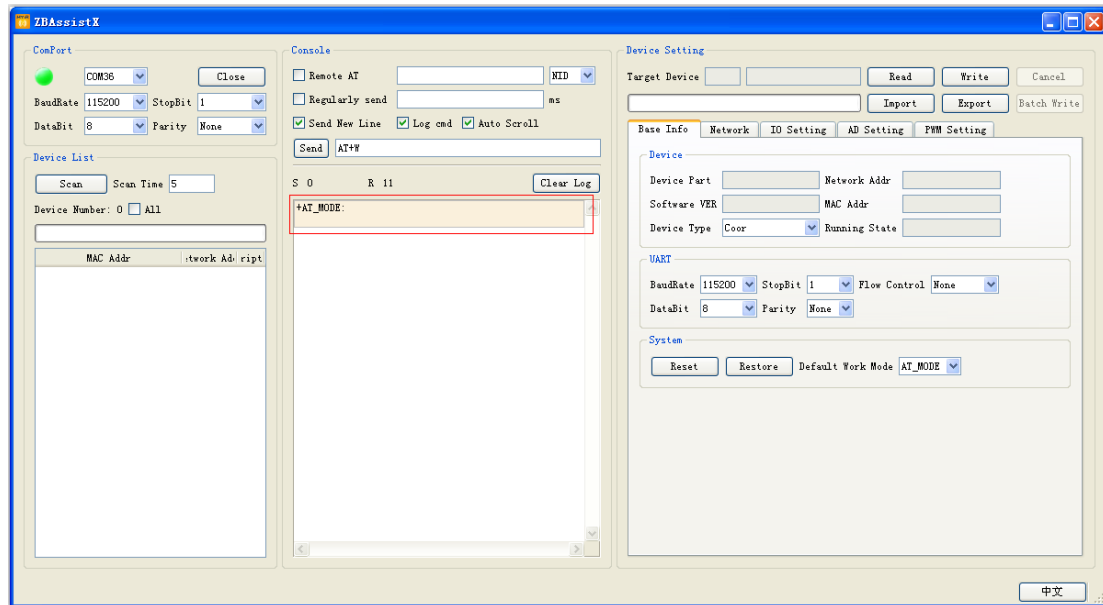 ZBAssistX
ComPort
COM36 Close
BaudRate 115200 StopBit 1
DataBit 8 Parity None
Device List
Scan Scan Time 5
Device Number: 0 All
MAC Addr :twork Ad ript
Console
Remote AT NID
Regularly send ms
Send New Line Log cmd Auto Scroll
Send AT+W
S 0 R 11 Clear Log
+AT_MODE:
Device Setting
Target Device Read Write Cancel
Import Export Batch Write
Base Info Network IO Setting AD Setting PWM Setting
Device
Device Part Network Addr
Software VER MAC Addr
Device Type Coor Running State
UART
BaudRate 115200 StopBit 1 Flow Control None
DataBit 8 Parity None
System
Reset Restore Default Work Mode AT_MODE
中文